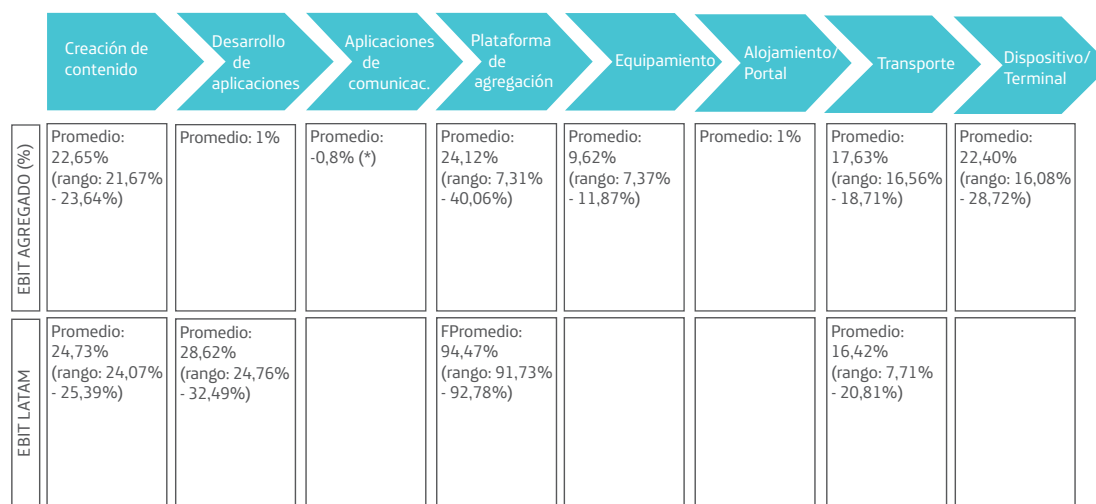 Creación de
contenido
Desarrollo
de
aplicaciones
Aplicaciones
de
comunicac.
Plataforma
de
agregación
Equipamiento
Alojamiento/
Portal
Transporte
Dispositivo/
Terminal
EBIT AGREGADO (%)
Promedio:
22,65%
(rango: 21,67%
- 23,64%)
Promedio: 1%
Promedio:
-0,8% (*)
Promedio:
24,12%
(rango: 7,31%
- 40,06%)
Promedio:
9,62%
(rango: 7,37%
- 11,87%)
Promedio: 1%
Promedio:
17,63%
(rango: 16,56%
- 18,71%)
Promedio:
22,40%
(rango: 16,08%
- 28,72%)
EBIT LATAM
Promedio:
24,73%
(rango: 24,07%
- 25,39%)
Promedio:
28,62%
(rango: 24,76%
- 32,49%)
FPromedio:
94,47%
(rango: 91,73%
- 92,78%)
Promedio:
16,42%
(rango: 7,71%
- 20,81%)